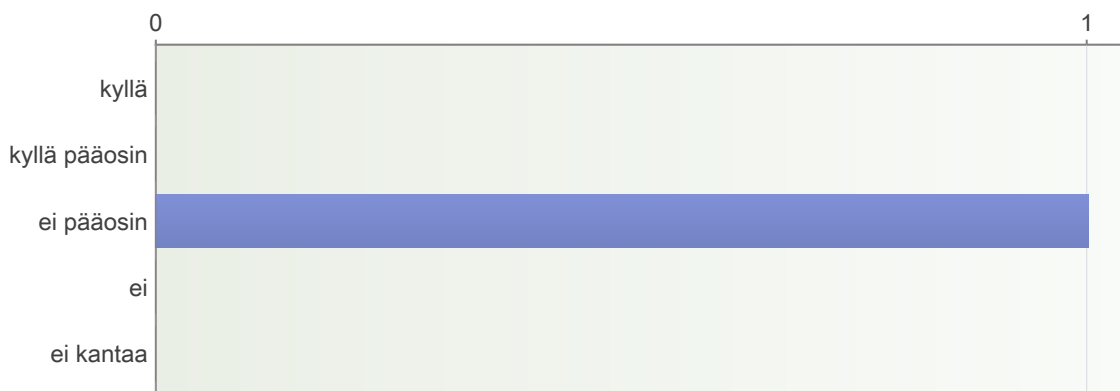 0 1
kyllä
kyllä pääosin
ei pääosin
ei
ei kantaa